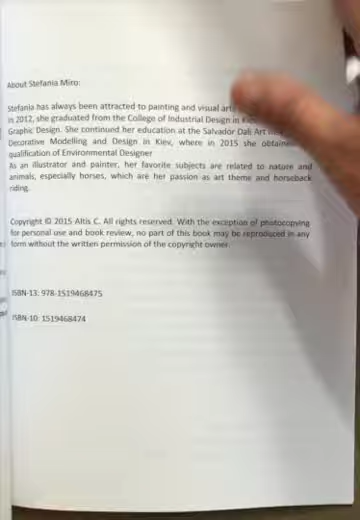 About Stefania Miro:
Stefania has always been attracted to painting and visual
in 2012, she graduated from the College of Industrial Design in
Graphic Design. She continued her education at the Salvador Dali Art
Decorative Modelling and Design in Kiev, where in 2015 she
qualification of Environmental Designer
As an illustrator and painter, her favorite subjects are related to nature and
animals, especially horses, which are her passion as art theme and horseback
riding.
Copyright © 2015 Altis C. All rights reserved. With the exception of photocopying
for personal use and book review, no part of this book may be reproduced in any
form without the written permission of the copyright owner.
ISBN-13: 978-1519468475
ISBN-10: 1519468474